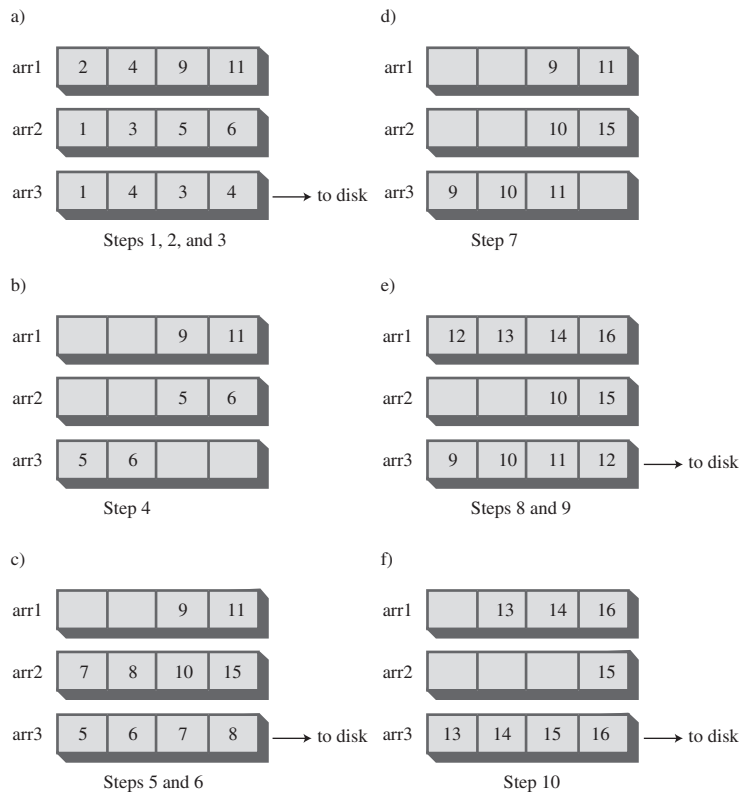 a)
arr1 2 4 9 11
arr2 1 3 5 6
arr3 1 4 3 4 to disk
Steps 1, 2, and 3
b)
arr1 9 11
arr2 5 6
arr3 5 6
Step 4
c)
arr1 9 11
arr2 7 8 10 15
arr3 5 6 7 8 to disk
Steps 5 and 6
d)
arr1 9 11
arr2 10 15
arr3 9 10 11
Step 7
e)
arr1 12 13 14 16
arr2 10 15
arr3 9 10 11 12 to disk
Steps 8 and 9
f)
arr1 13 14 16
arr2 15
arr3 13 14 15 16 to disk
Step 10